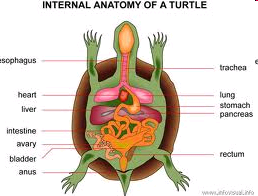 INTERNAL ANATOMY OF A TURTLE
esophagus
heart
liver
intestine
avary
bladder
anus
trachea
lung
stomach
pancreas
rectum
© www.infovisual.info